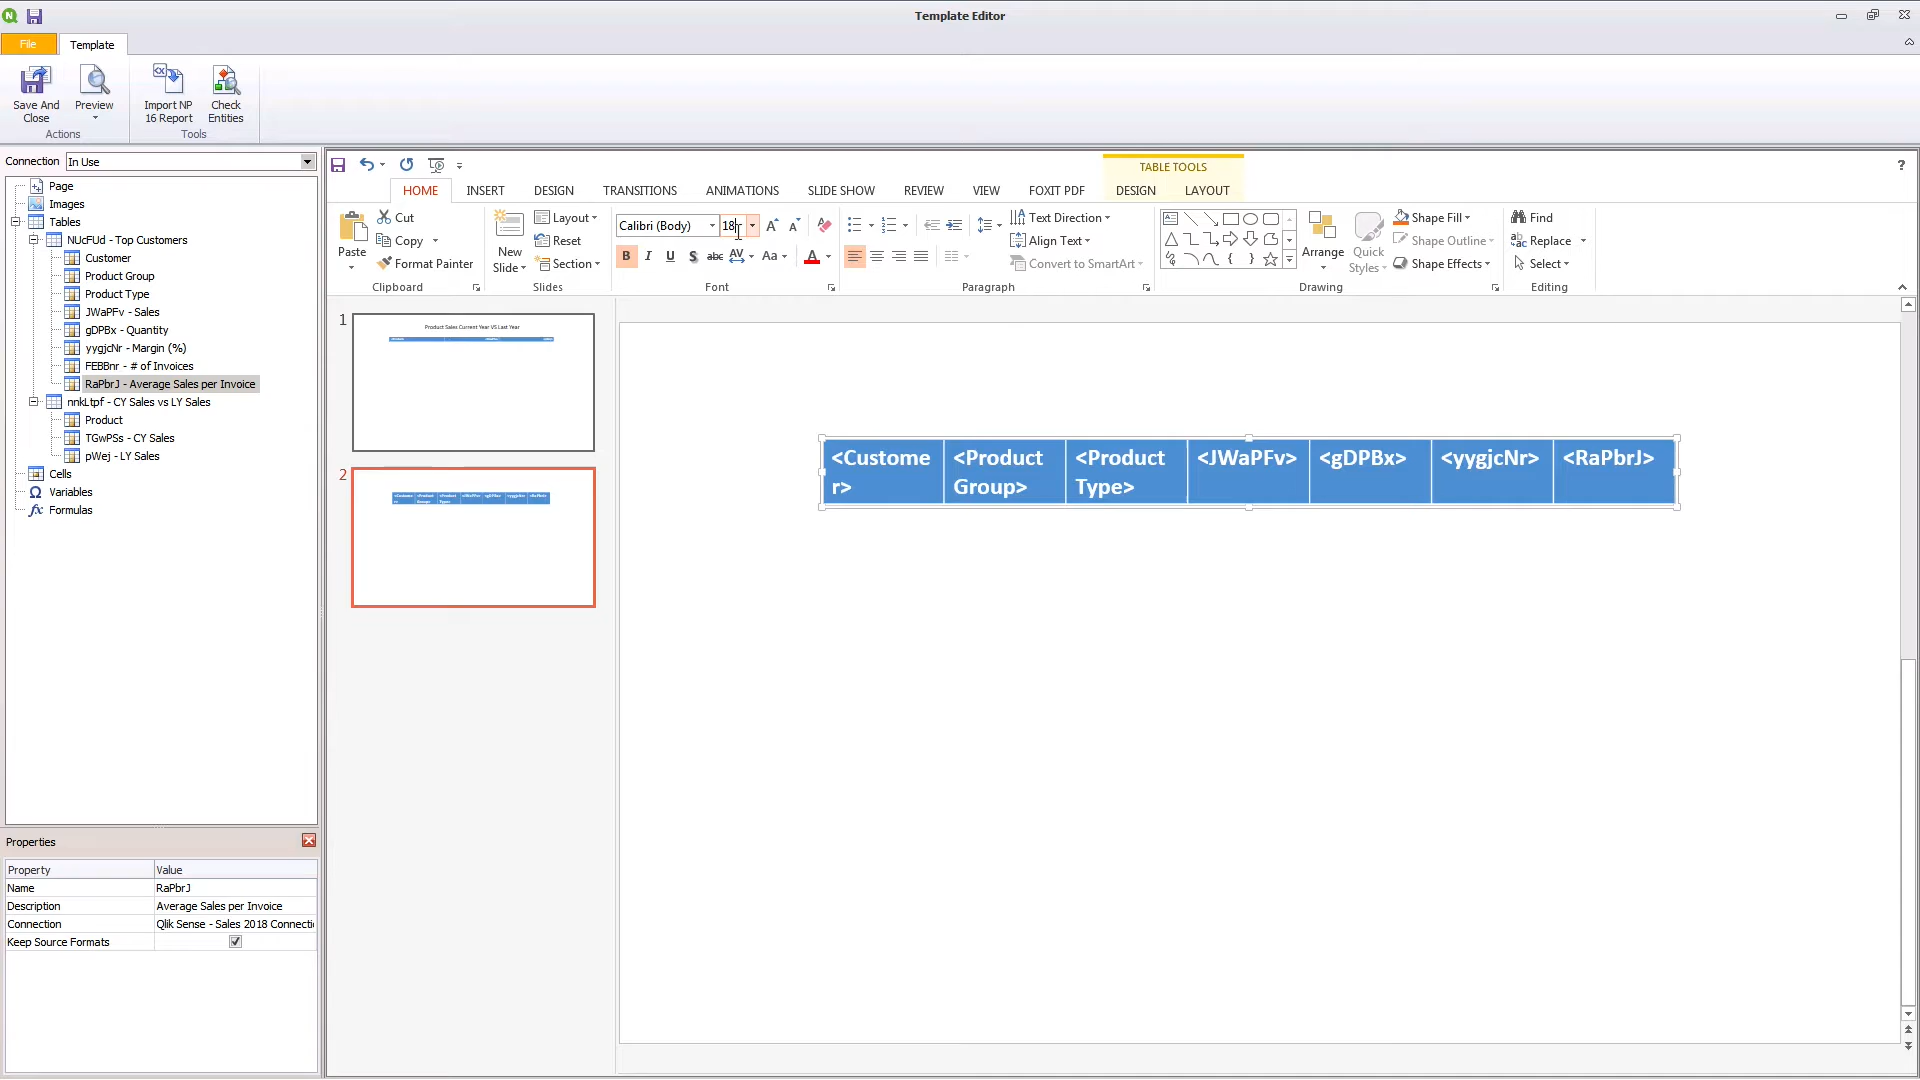 Template Editor
File
Template
Save And Close
Preview
Import NP 16 Report
Check Entities
Actions
Tools
Connection
In Use
Page
Images
Tables
NUcFUd - Top Customers
Customer
Product Group
Product Type
JWaPFv - Sales
gDPBx - Quantity
yygjcNr - Margin (%)
FEBBnr - # of Invoices
RaPbrJ - Average Sales per Invoice
nnkLtpf - CY Sales vs LY Sales
Product
TGwPSs - CY Sales
pWej - LY Sales
Cells
Variables
Formulas
Properties
Property Value
Name RaPbrJ
Description Average Sales per Invoice
Connection Qlik Sense - Sales 2018 Connecti
Keep Source Formats
TABLE TOOLS
HOME INSERT DESIGN TRANSITIONS ANIMATIONS SLIDE SHOW REVIEW VIEW FOXIT PDF DESIGN LAYOUT
Paste
Cut
Copy
Format Painter
Clipboard
New Slide
Layout
Reset
Section
Slides
Calibri (Body)
18
Font
Text Direction
Align Text
Convert to SmartArt
Paragraph
Arrange
Quick Styles
Shape Fill
Shape Outline
Shape Effects
Drawing
Find
Replace
Select
Editing
1
Product Sales Current Year VS Last Year
2
<Custome
r>
<Product
Group>
<Product
Type>
<JWaPFv>
<gDPBx>
<yygjcNr>
<RaPbrJ>